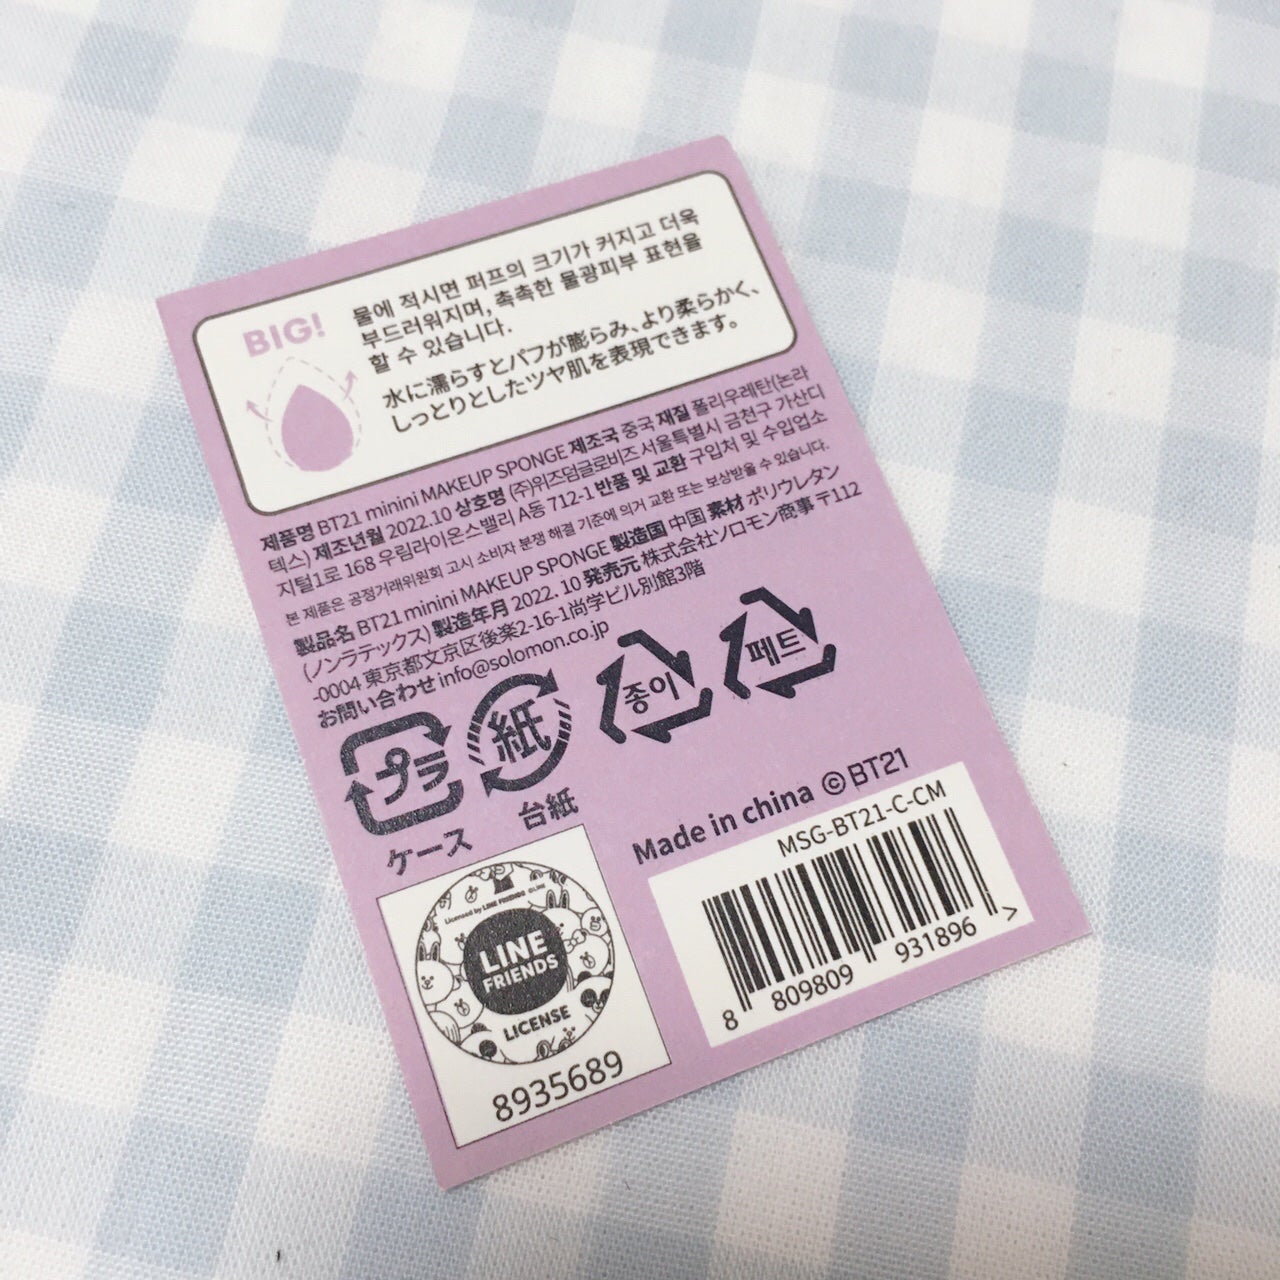 BIG!
물에 적시면 퍼프의 크기가 커지고 더욱
부드러워지며, 촉촉한 물광피부 표현을
할 수 있습니다.
水に濡らすとパフが膨らみ、より柔らかく、
しっとりとしたツヤ肌を表現できます。
제품명 BT21 minini MAKEUP SPONGE 제조국 중국 재질 폴리우레탄(논라
텍스) 제조년월 2022.10 상호명 (주)위즈덤글로비즈 서울특별시 금천구 가산디
지털1로 168 우림라이온스밸리 A동 712-1 반품 및 교환 구입처 및 수입업소
본 제품은 공정거래위원회 고시 소비자 분쟁 해결 기준에 의거 교환 또는 보상받을 수 있습니다.
製品名 BT21 minini MAKEUP SPONGE 製造国 中国 素材 ポリウレタン
(ノンラテックス) 製造年月 2022. 10 発売元 株式会社ソロモン商事 〒112
-0004 東京都文京区後楽2-16-1尚学ビル別館3階
お問い合わせ info@solomon.co.jp
プラ
紙
종이
페트
ケース
台紙
Made in china ©BT21
MSG-BT21-C-CM
8 809809 931896 >
Licensed by LINE FRIENDS ©LINE
LINE
FRIENDS
LICENSE
8935689